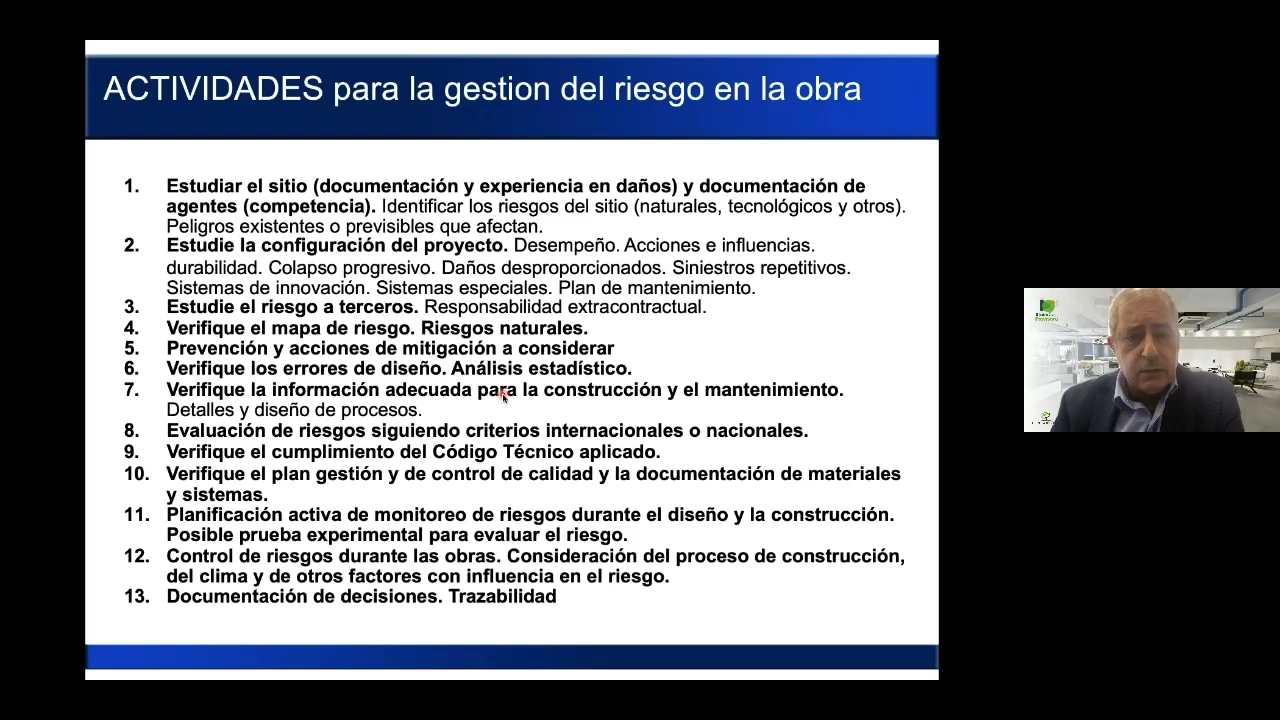 ACTIVIDADES para la gestion del riesgo en la obra
1. Estudiar el sitio (documentación y experiencia en daños) y documentación de
agentes (competencia). Identificar los riesgos del sitio (naturales, tecnológicos y otros).
Peligros existentes o previsibles que afectan.
2. Estudie la configuración del proyecto. Desempeño. Acciones e influencias.
durabilidad. Colapso progresivo. Daños desproporcionados. Siniestros repetitivos.
Sistemas de innovación. Sistemas especiales. Plan de mantenimiento.
3. Estudie el riesgo a terceros. Responsabilidad extracontractual.
4. Verifique el mapa de riesgo. Riesgos naturales.
5. Prevención y acciones de mitigación a considerar
6. Verifique los errores de diseño. Análisis estadístico.
7. Verifique la información adecuada para la construcción y el mantenimiento.
Detalles y diseño de procesos.
8. Evaluación de riesgos siguiendo criterios internacionales o nacionales.
9. Verifique el cumplimiento del Código Técnico aplicado.
10. Verifique el plan gestión y de control de calidad y la documentación de materiales
y sistemas.
11. Planificación activa de monitoreo de riesgos durante el diseño y la construcción.
Posible prueba experimental para evaluar el riesgo.
12. Control de riesgos durante las obras. Consideración del proceso de construcción,
del clima y de otros factores con influencia en el riesgo.
13. Documentación de decisiones. Trazabilidad